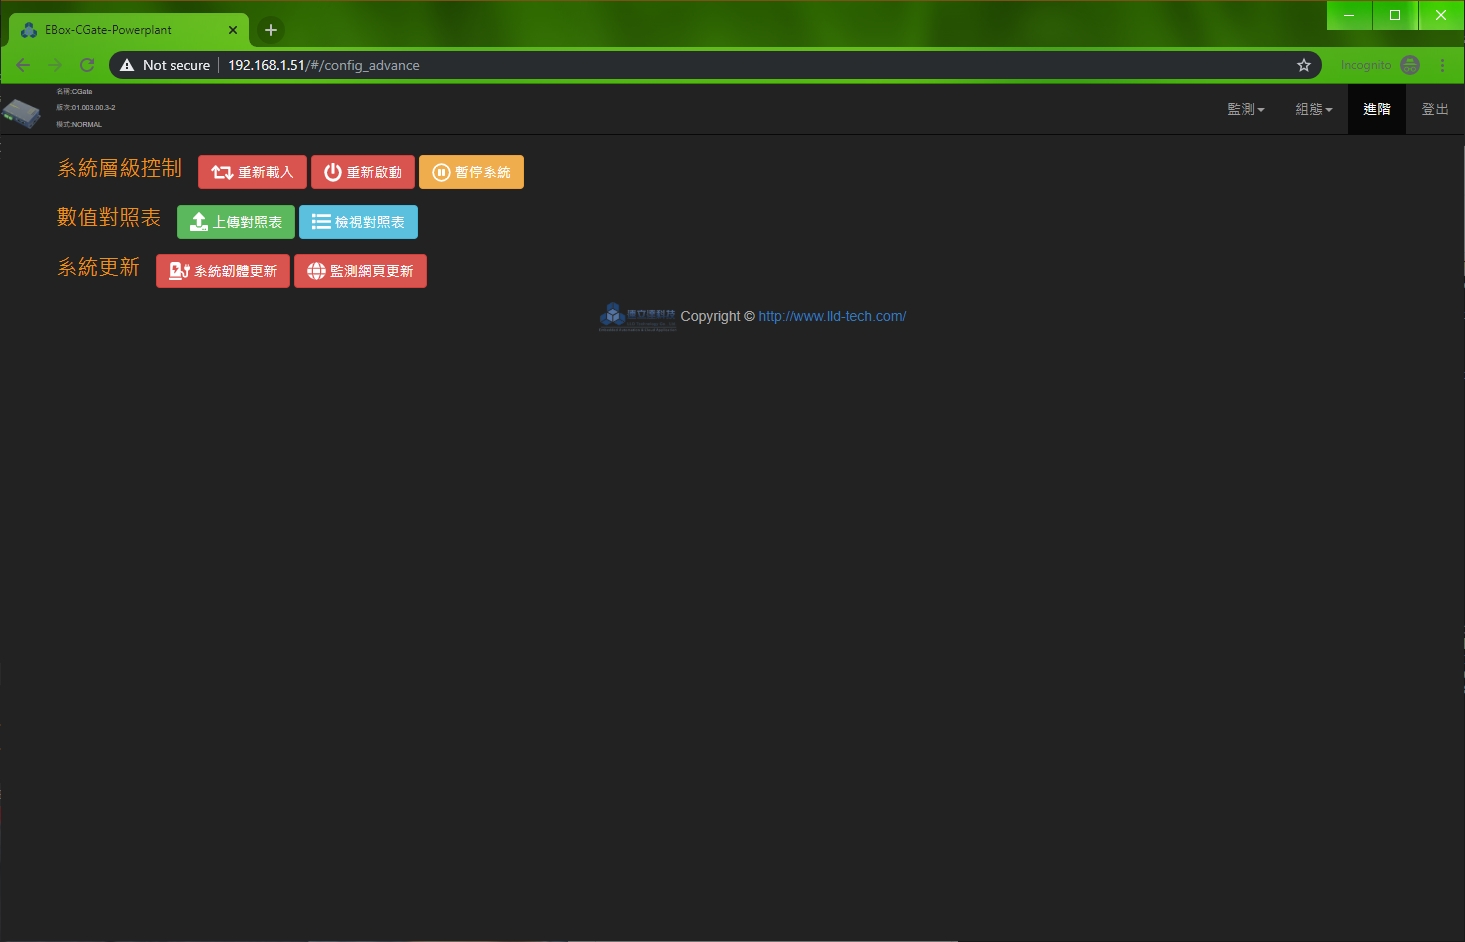 EBox-CGate-Powerplant
Not secure 192.168.1.51/#/config_advance Incognito
名稱:CGate
版次:01.003.00.3-2
模式:NORMAL
監測 組態 進階 登出
系統層級控制 重新載入 重新啟動 暫停系統
數值對照表 上傳對照表 檢視對照表
系統更新 系統韌體更新 監測網頁更新
Copyright © http://www.lld-tech.com/